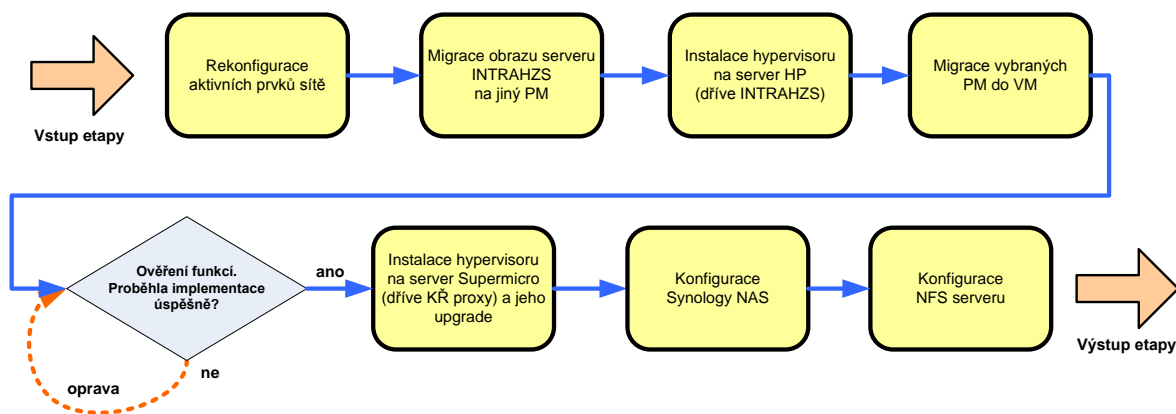 Vstup etapy
Rekonfigurace
aktivních prvků sítě
Migrace obrazu serveru
INTRAHZS
na jiný PM
Instalace hypervisoru
na server HP
(dříve INTRAHZS)
Migrace vybraných
PM do VM
Ověření funkcí.
Proběhla implementace
úspěšně?
ano
ne
oprava
Instalace hypervisoru
na server Supermicro
(dříve KŘ proxy) a jeho
upgrade
Konfigurace
Synology NAS
Konfigurace
NFS serveru
Výstup etapy